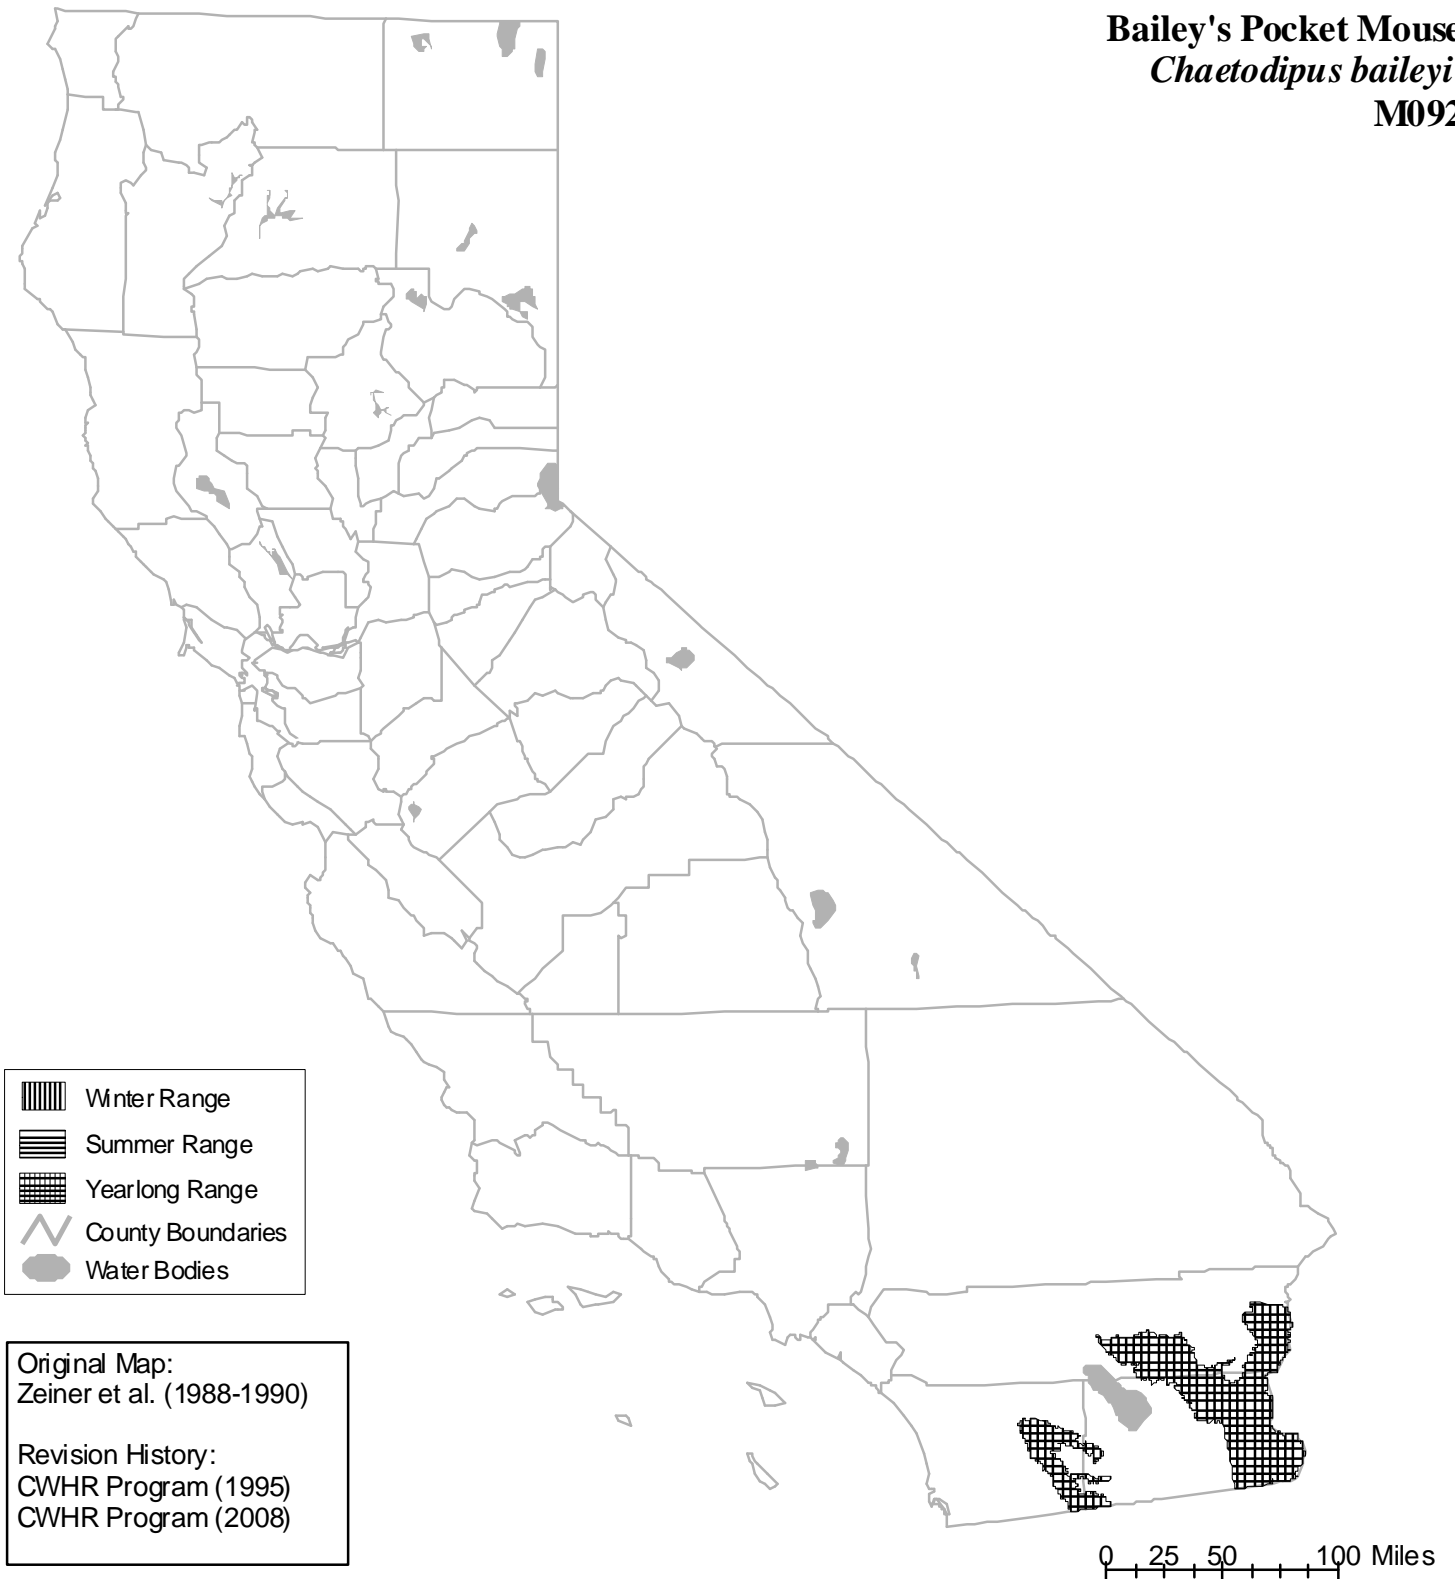 Bailey's Pocket Mouse
Chaetodipus baileyi
M092
Winter Range
Summer Range
Yearlong Range
County Boundaries
Water Bodies
Original Map:
Zeiner et al. (1988-1990)
Revision History:
CWHR Program (1995)
CWHR Program (2008)
0 25 50 100 Miles